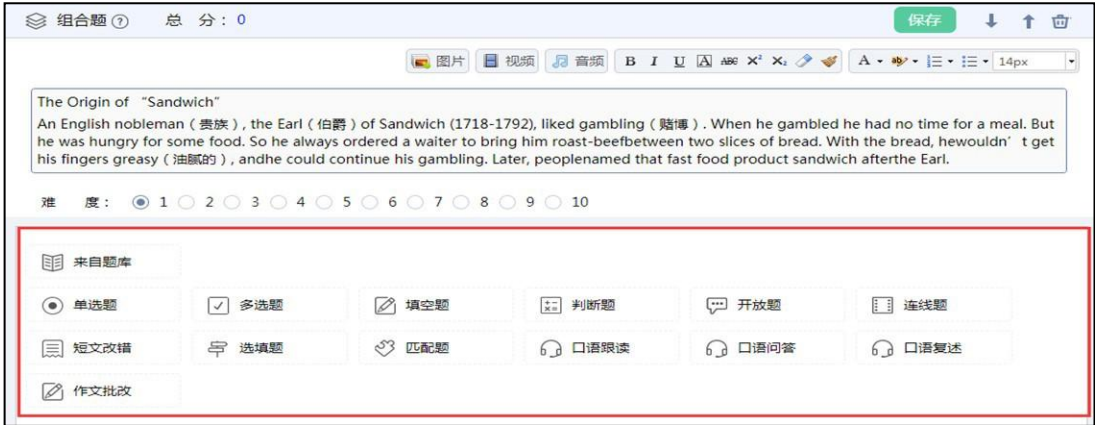 组合题 ? 总 分：0 保存
图片 视频 音频 B I U A ABC X² X₂ A ab 14px
The Origin of “Sandwich”
An English nobleman（贵族）, the Earl（伯爵）of Sandwich (1718-1792), liked gambling（赌博）. When he gambled he had no time for a meal. But
he was hungry for some food. So he always ordered a waiter to bring him roast-beefbetween two slices of bread. With the bread, hewouldn’t get
his fingers greasy（油腻的）, andhe could continue his gambling. Later, peoplenamed that fast food product sandwich afterthe Earl.
难 度： 1 2 3 4 5 6 7 8 9 10
来自题库
单选题 多选题 填空题 判断题 开放题 连线题
短文改错 选填题 匹配题 口语跟读 口语问答 口语复述
作文批改